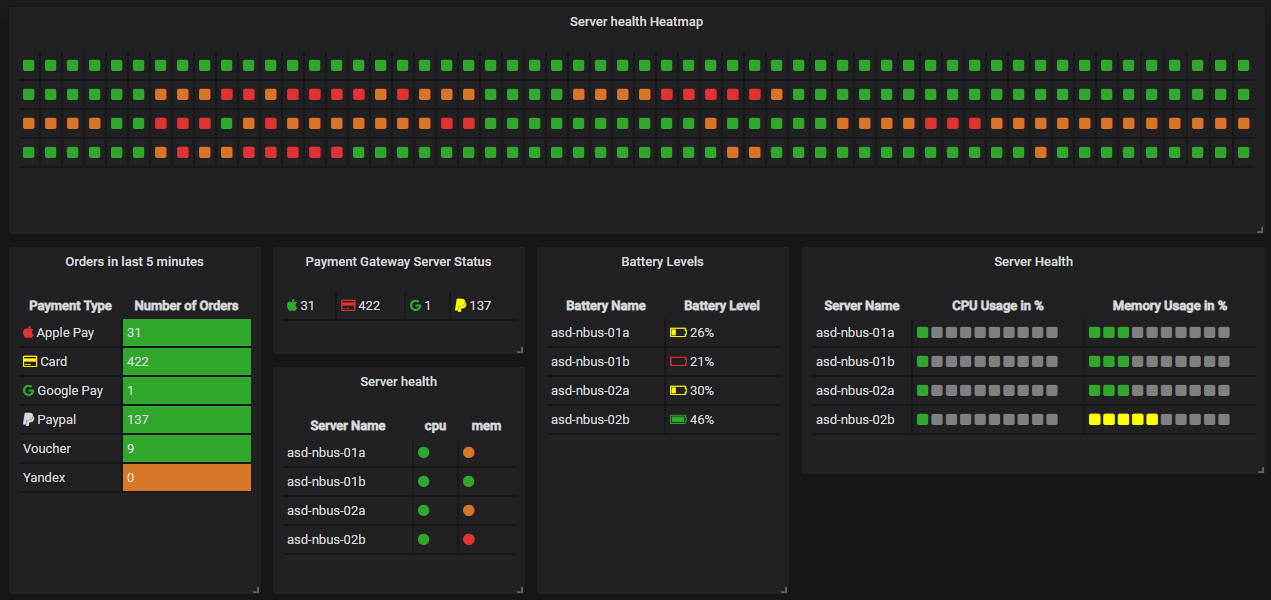 Server health Heatmap
Orders in last 5 minutes
Payment Type Number of Orders
Apple Pay 31
Card 422
Google Pay 1
Paypal 137
Voucher 9
Yandex 0
Payment Gateway Server Status
31 422 1 137
Server health
Server Name cpu mem
asd-nbus-01a
asd-nbus-01b
asd-nbus-02a
asd-nbus-02b
Battery Levels
Battery Name Battery Level
asd-nbus-01a 26%
asd-nbus-01b 21%
asd-nbus-02a 30%
asd-nbus-02b 46%
Server Health
Server Name CPU Usage in % Memory Usage in %
asd-nbus-01a
asd-nbus-01b
asd-nbus-02a
asd-nbus-02b